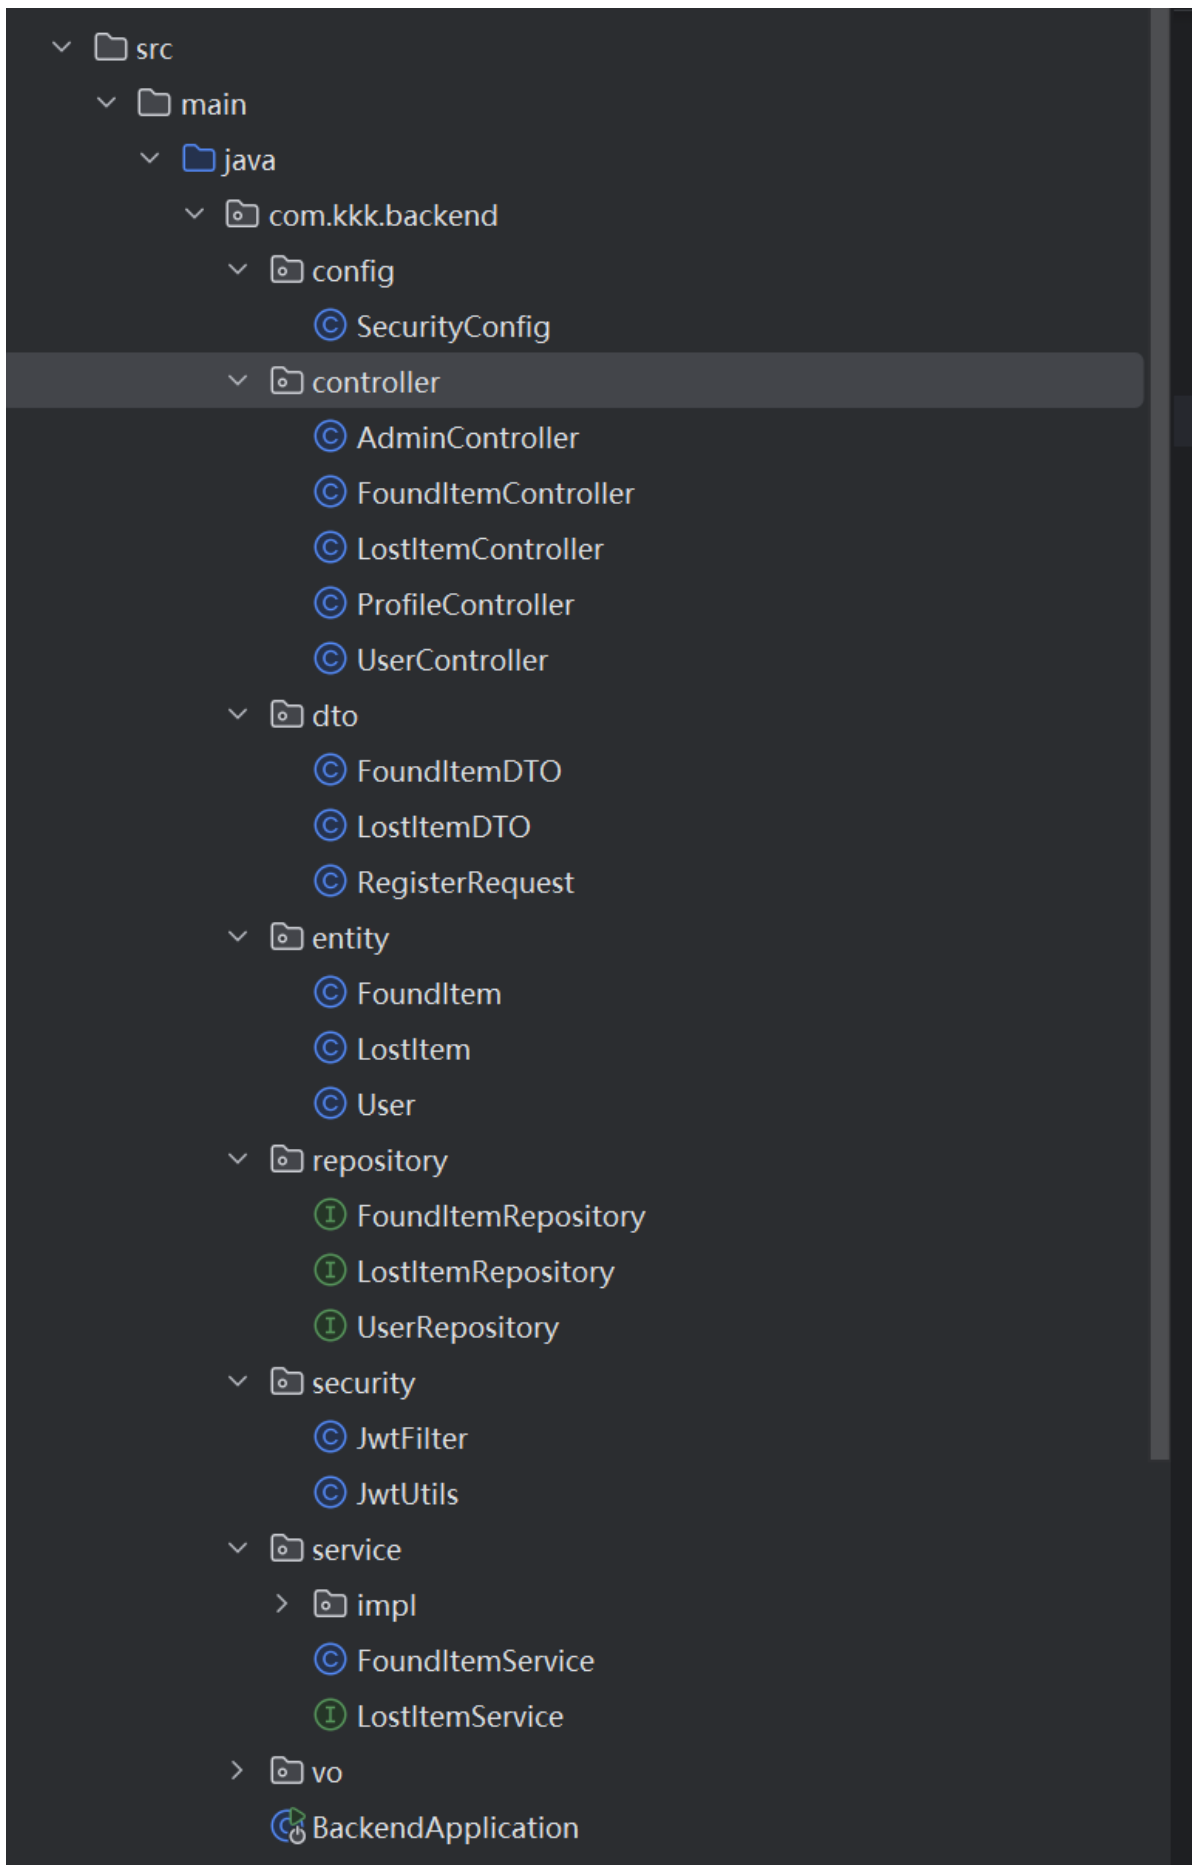 src
main
java
com.kkk.backend
config
SecurityConfig
controller
AdminController
FoundItemController
LostItemController
ProfileController
UserController
dto
FoundItemDTO
LostItemDTO
RegisterRequest
entity
FoundItem
LostItem
User
repository
FoundItemRepository
LostItemRepository
UserRepository
security
JwtFilter
JwtUtils
service
impl
FoundItemService
LostItemService
vo
BackendApplication